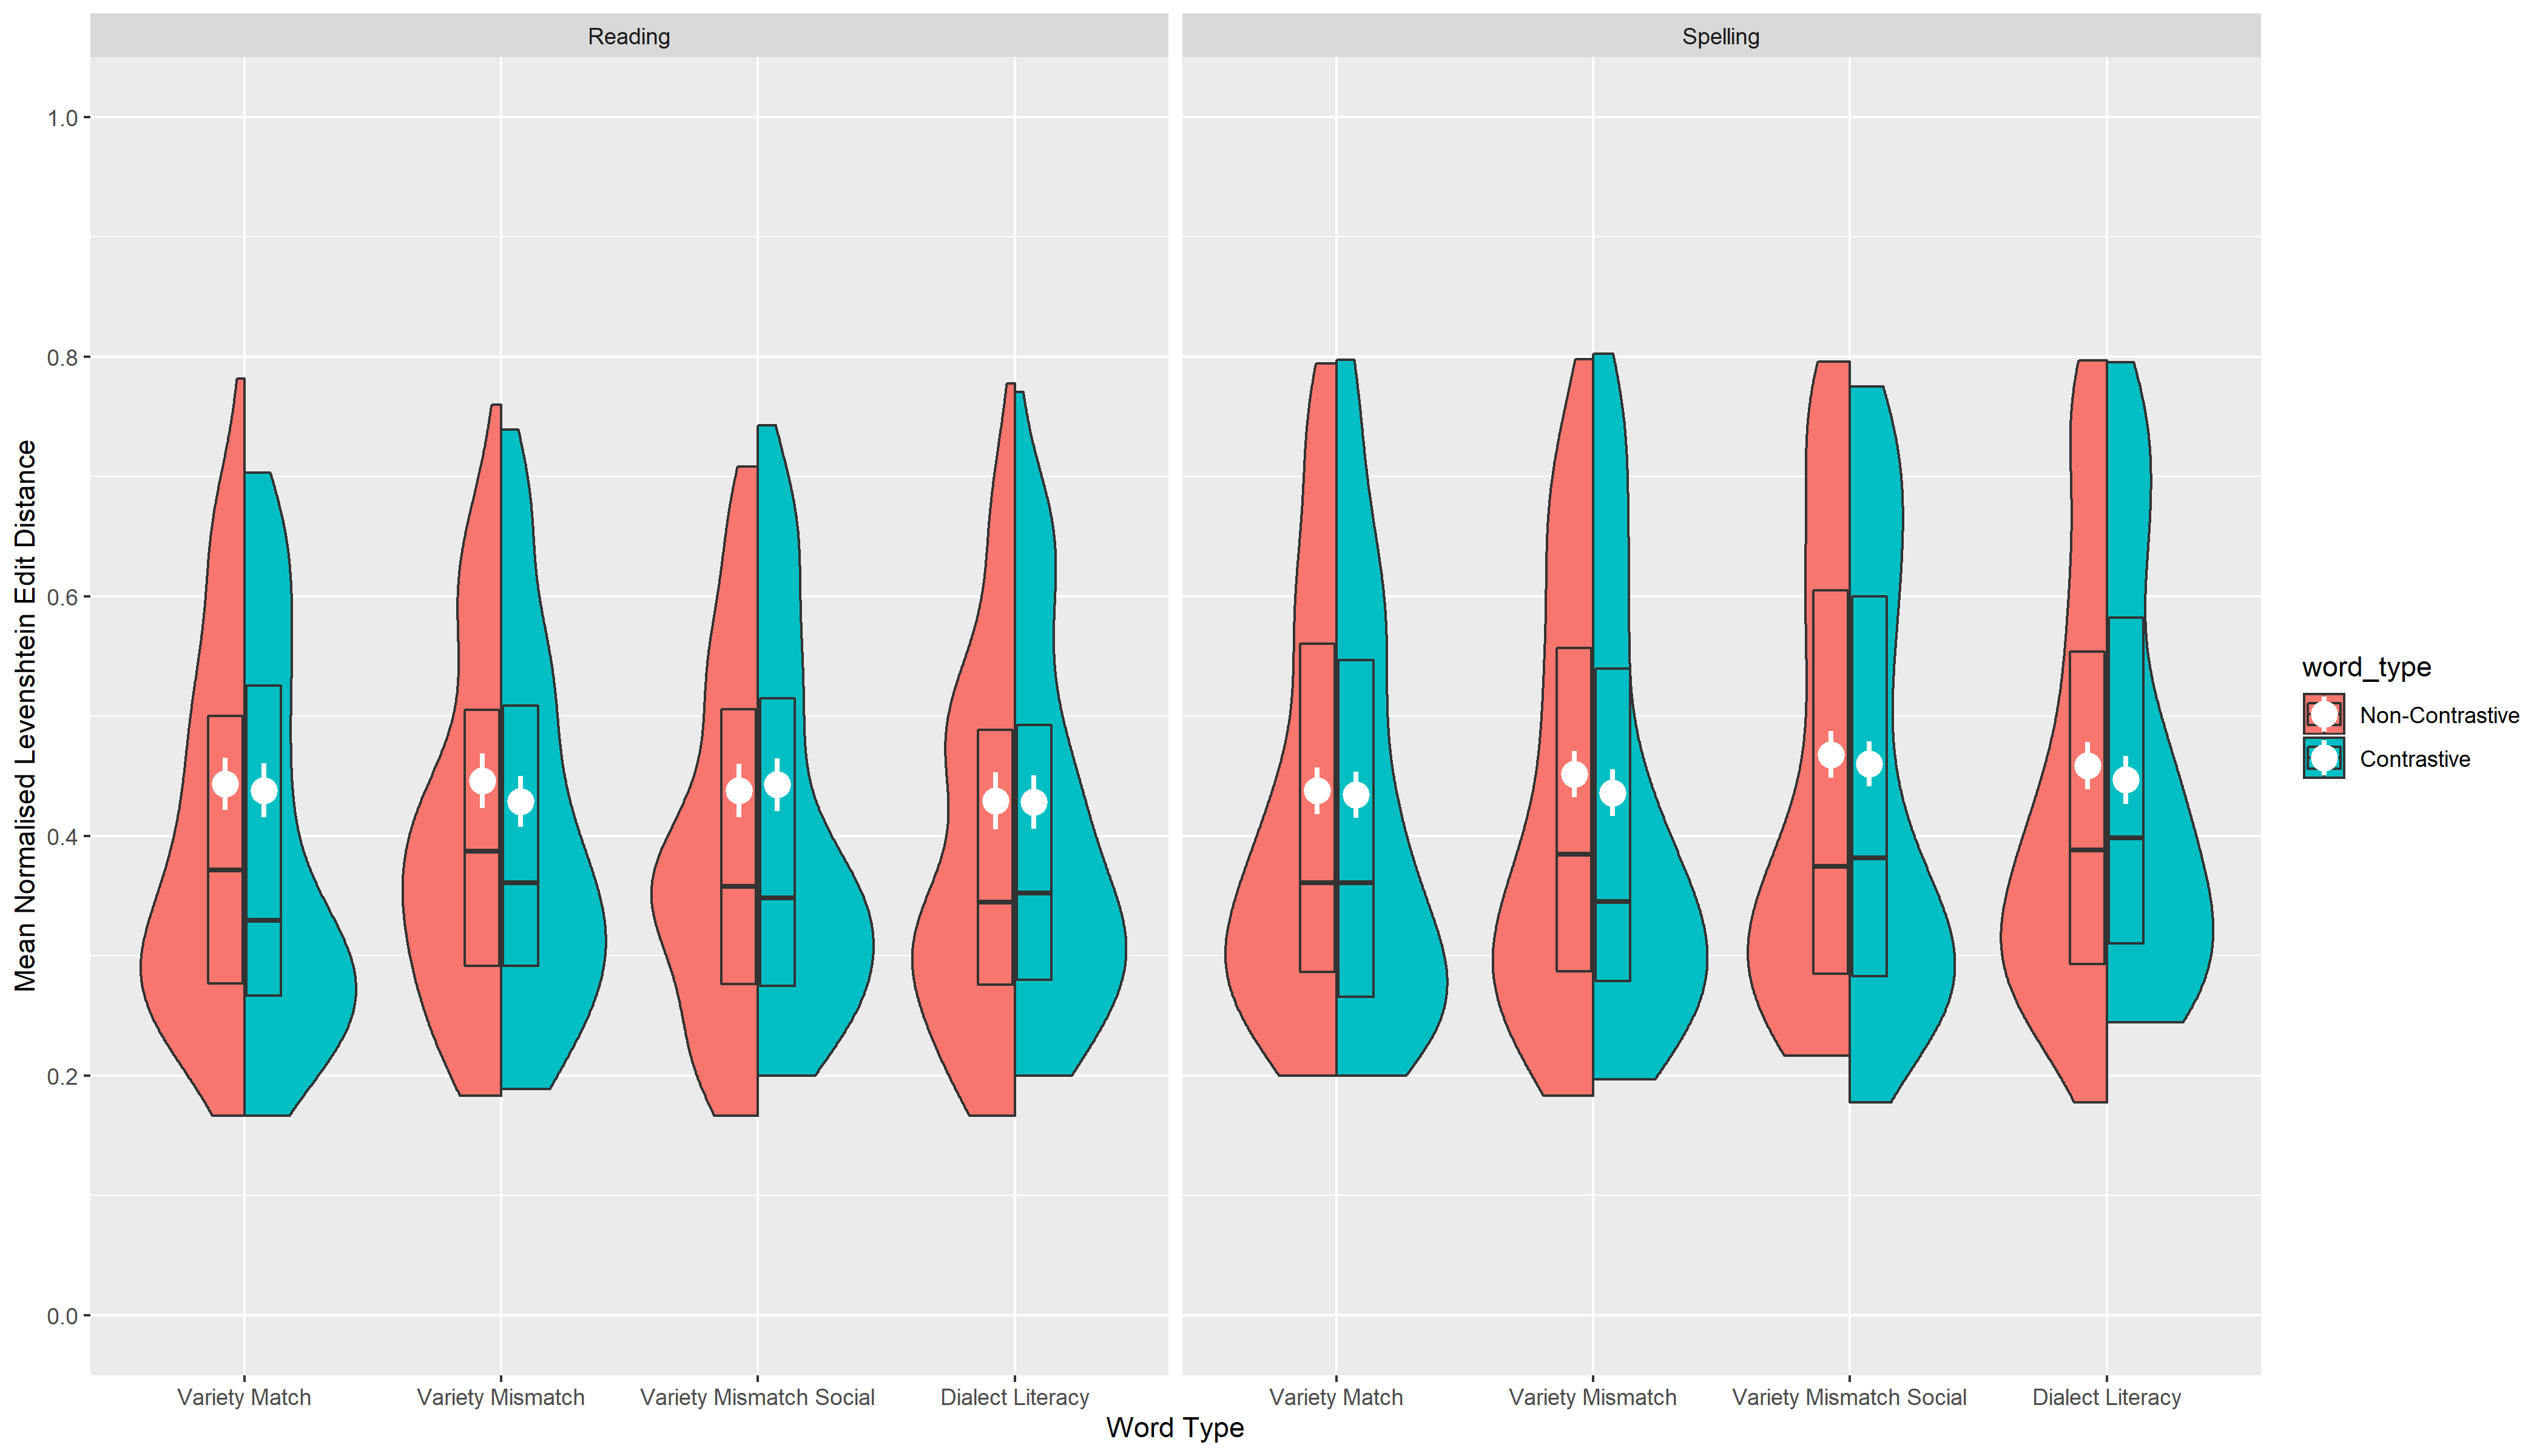 Reading
Spelling
Mean Normalised Levenshtein Edit Distance
1.0
0.8
0.6
0.4
0.2
0.0
Variety Match
Variety Mismatch
Variety Mismatch Social
Dialect Literacy
Variety Match
Variety Mismatch
Variety Mismatch Social
Dialect Literacy
Word Type
word_type
Non-Contrastive
Contrastive